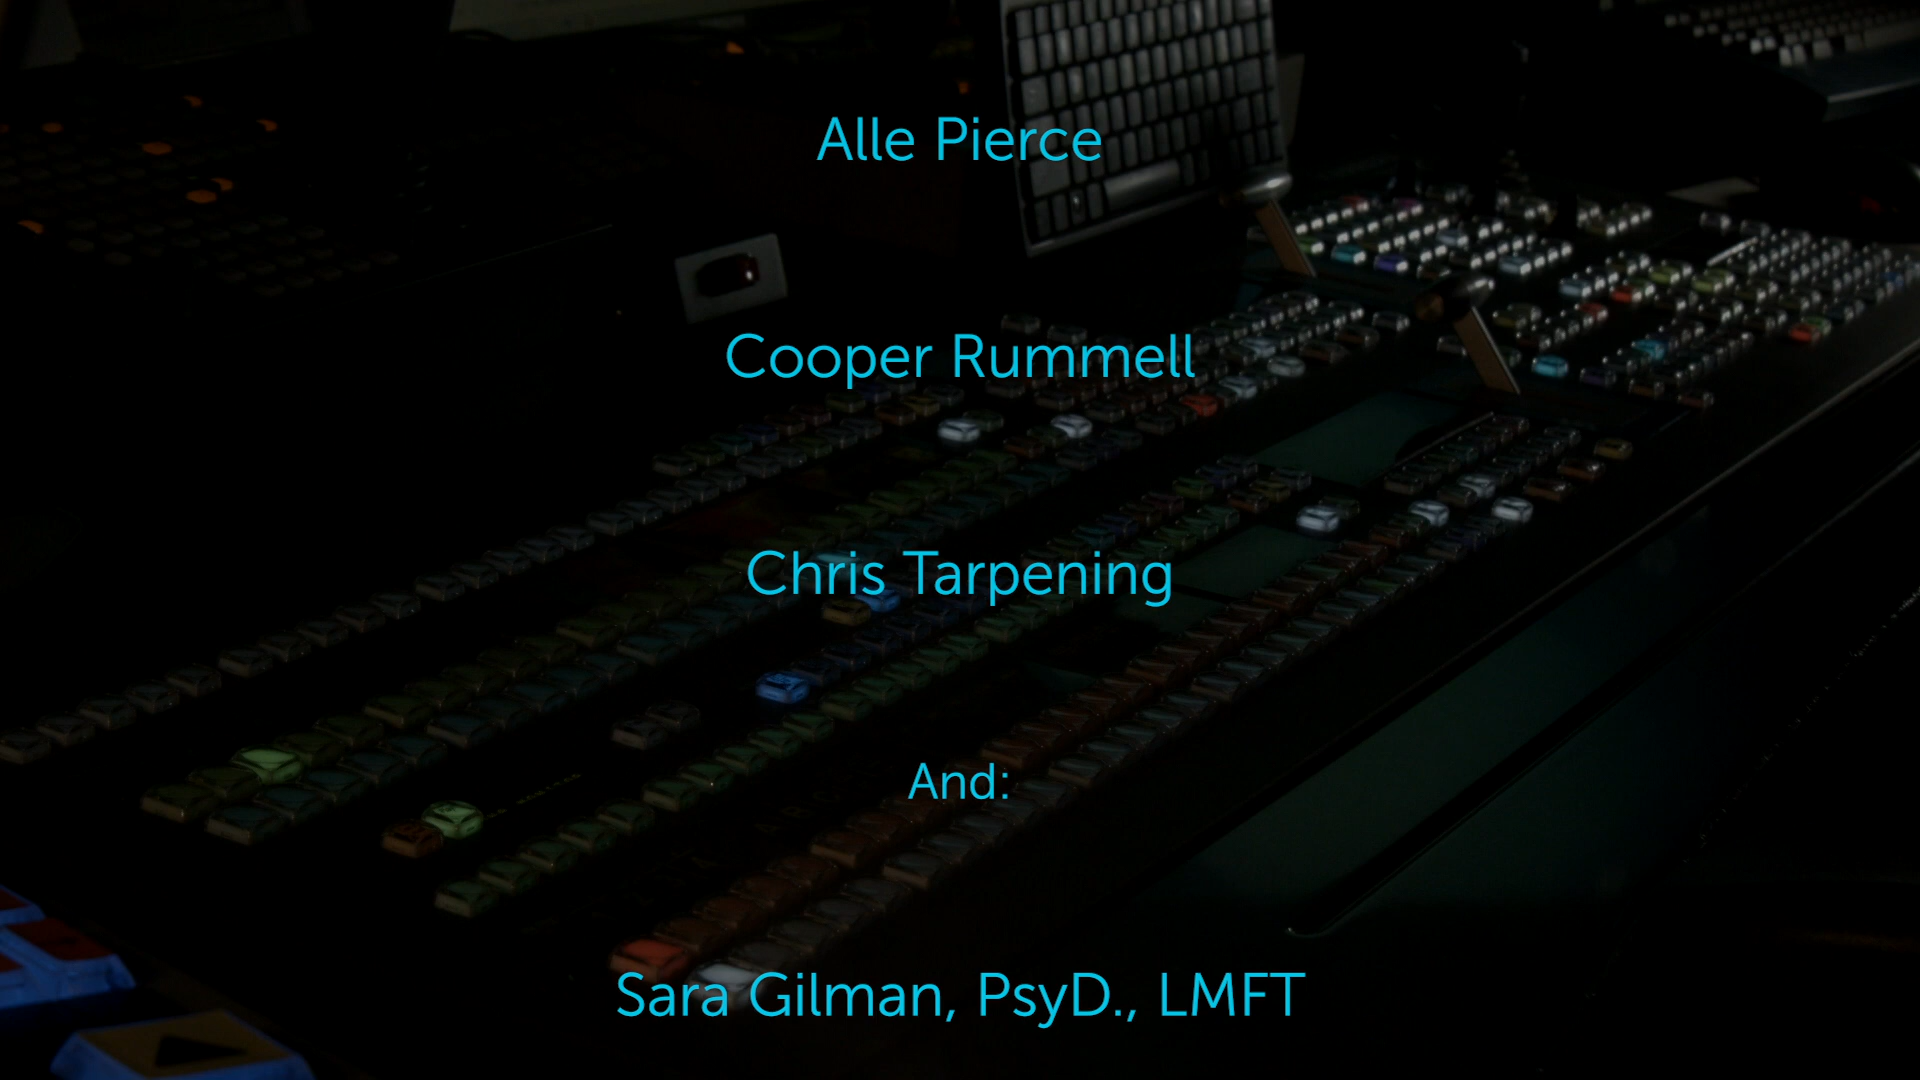 Alle Pierce
Cooper Rummell
Chris Tarpening
And:
Sara Gilman, PsyD., LMFT